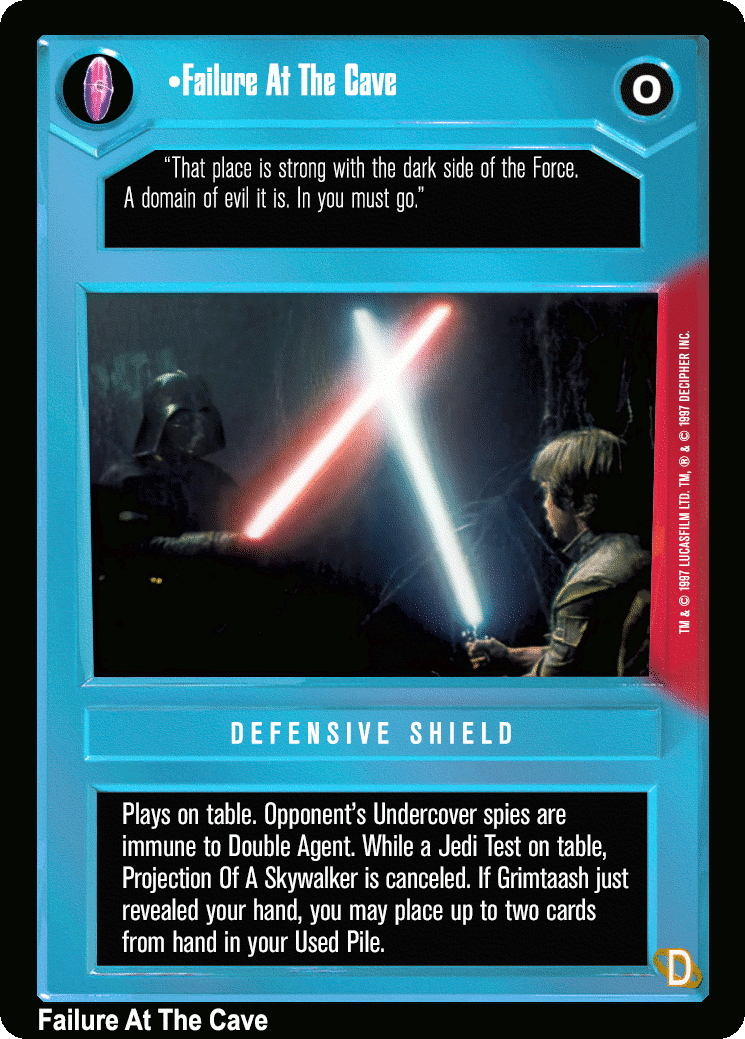 •Failure At The Cave
O
“That place is strong with the dark side of the Force.
A domain of evil it is. In you must go.”
TM & © 1997 LUCASFILM LTD. TM, ® & © 1997 DECIPHER INC.
DEFENSIVE SHIELD
Plays on table. Opponent’s Undercover spies are
immune to Double Agent. While a Jedi Test on table,
Projection Of A Skywalker is canceled. If Grimtaash just
revealed your hand, you may place up to two cards
from hand in your Used Pile.
D
Failure At The Cave